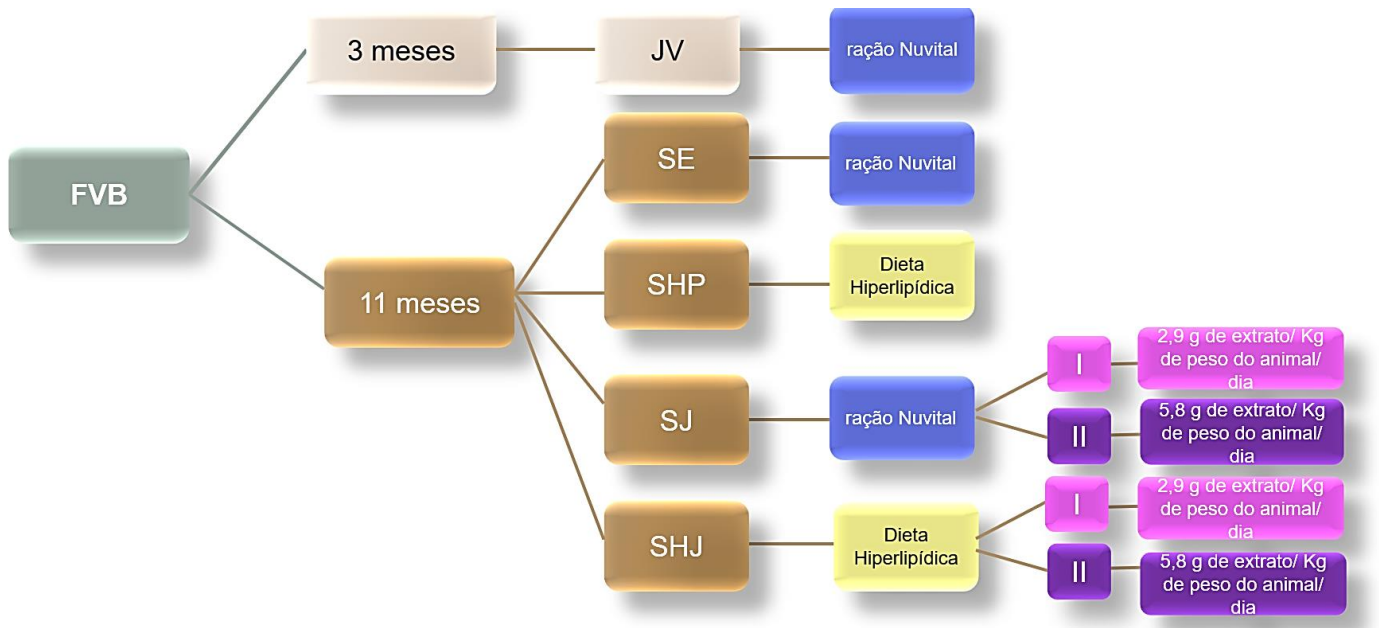 3 meses
JV
ração Nuvital
FVB
SE
ração Nuvital
11 meses
SHP
Dieta
Hiperlipídica
SJ
ração Nuvital
I
2,9 g de extrato/ Kg
de peso do animal/
dia
II
5,8 g de extrato/ Kg
de peso do animal/
dia
SHJ
Dieta
Hiperlipídica
I
2,9 g de extrato/ Kg
de peso do animal/
dia
II
5,8 g de extrato/ Kg
de peso do animal/
dia